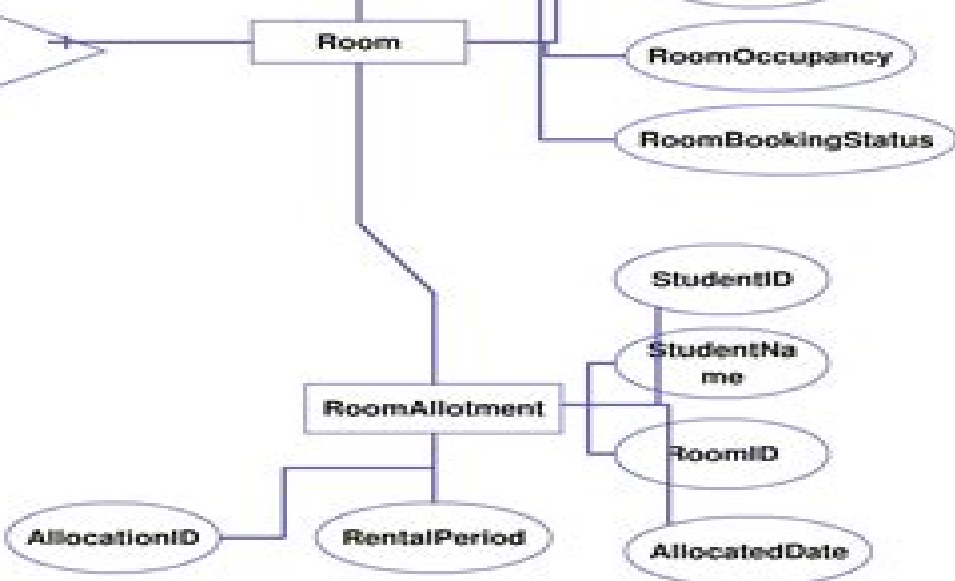 Room
RoomOccupancy
RoomBookingStatus
StudentID
StudentNa
me
RoomAllotment
RoomID
AllocationID
RentalPeriod
AllocatedDate